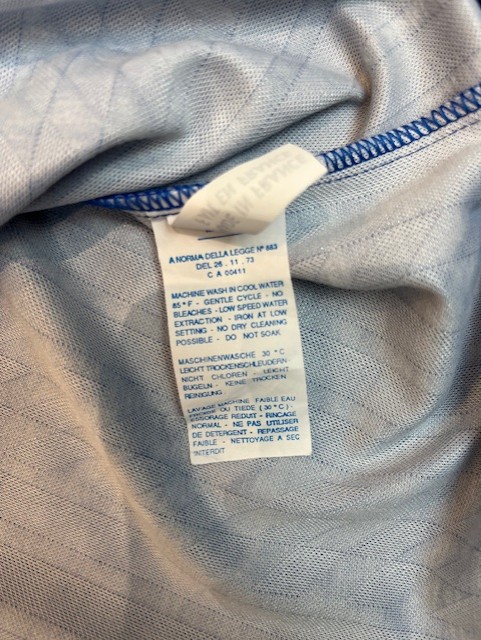 A NORMA DELLA LEGGE Nº 883
DEL 26 . 11 . 73
C A 00411
MACHINE WASH IN COOL WATER
85 º F - GENTLE CYCLE - NO
BLEACHES - LOW SPEED WATER
EXTRACTION - IRON AT LOW
SETTING - NO DRY CLEANING
POSSIBLE - DO NOT SOAK
MASCHINENWASCHE 30 º C
LEICHT TROCKENSCHLEUDERN-
NICHT CHLOREN - LEICHT
BUGELN - KEINE TROCKEN
REINIGUNG
LAVAGE MACHINE FAIBLE EAU
FROIDE OU TIEDE ( 30 º C ) -
ESSORAGE REDUIT - RINCAGE
NORMAL - NE PAS UTILISER
DE DETERGENT - REPASSAGE
FAIBLE - NETTOYAGE A SEC
INTERDIT